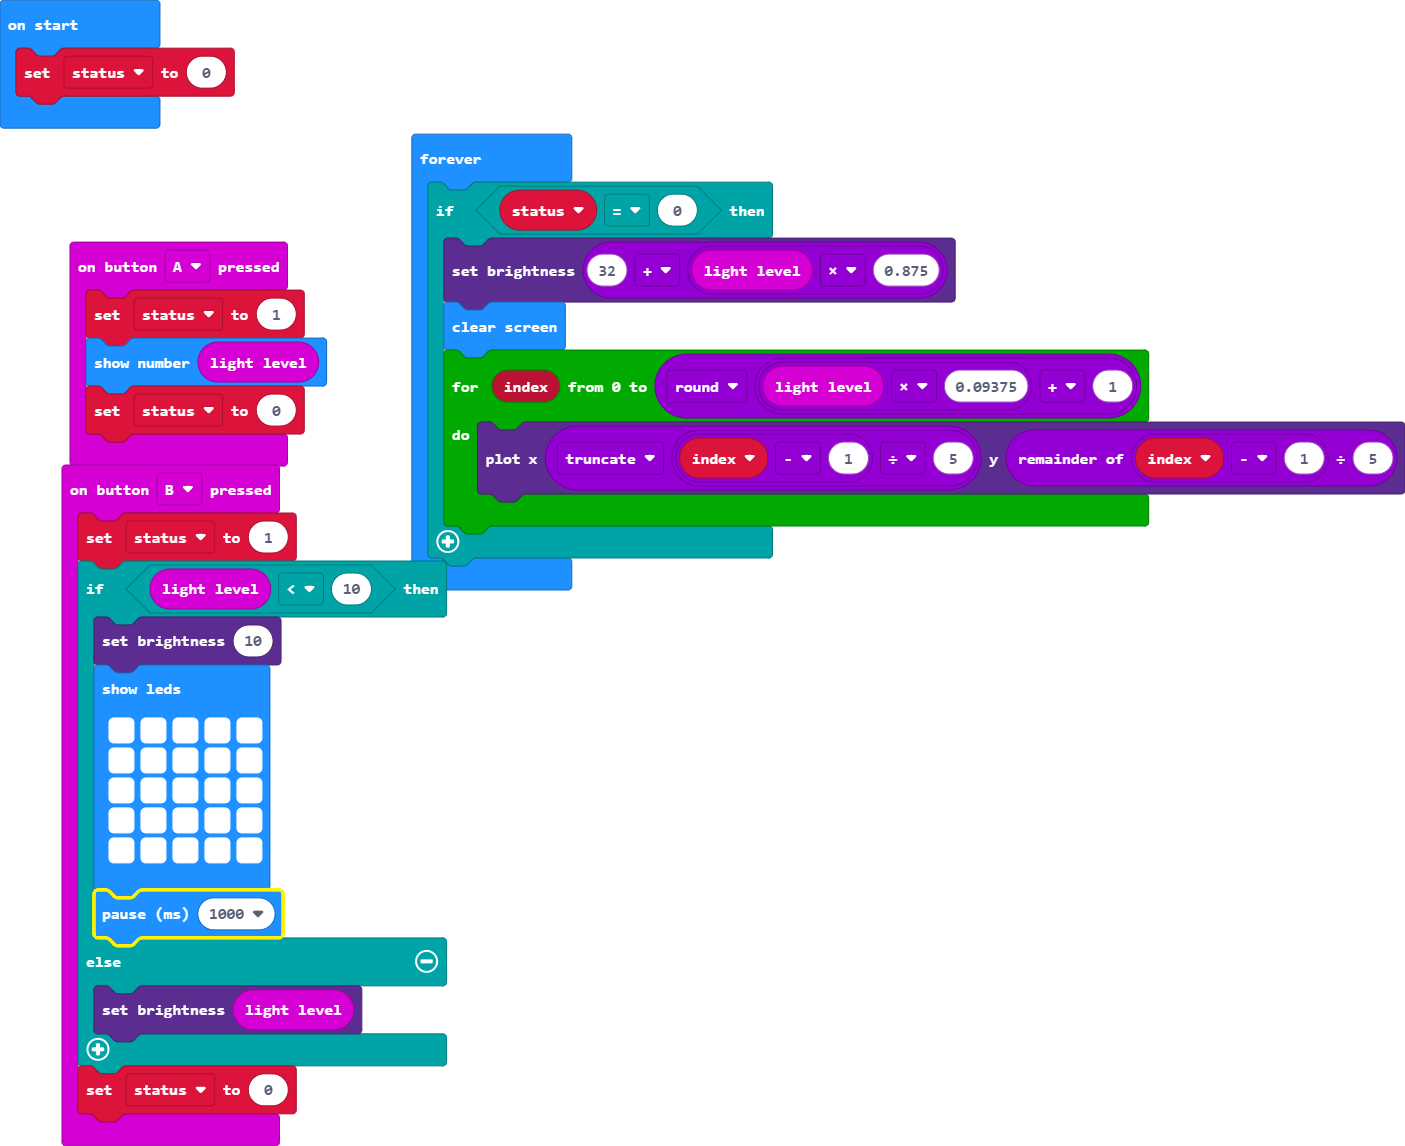 on start
set status to 0
forever
if status = 0 then
set brightness 32 + light level × 0.875
clear screen
for index from 0 to round light level × 0.09375 + 1
do
plot x truncate index - 1 ÷ 5 y remainder of index - 1 ÷ 5
on button A pressed
set status to 1
show number light level
set status to 0
on button B pressed
set status to 1
if light level < 10 then
set brightness 10
show leds
pause (ms) 1000
else
set brightness light level
set status to 0